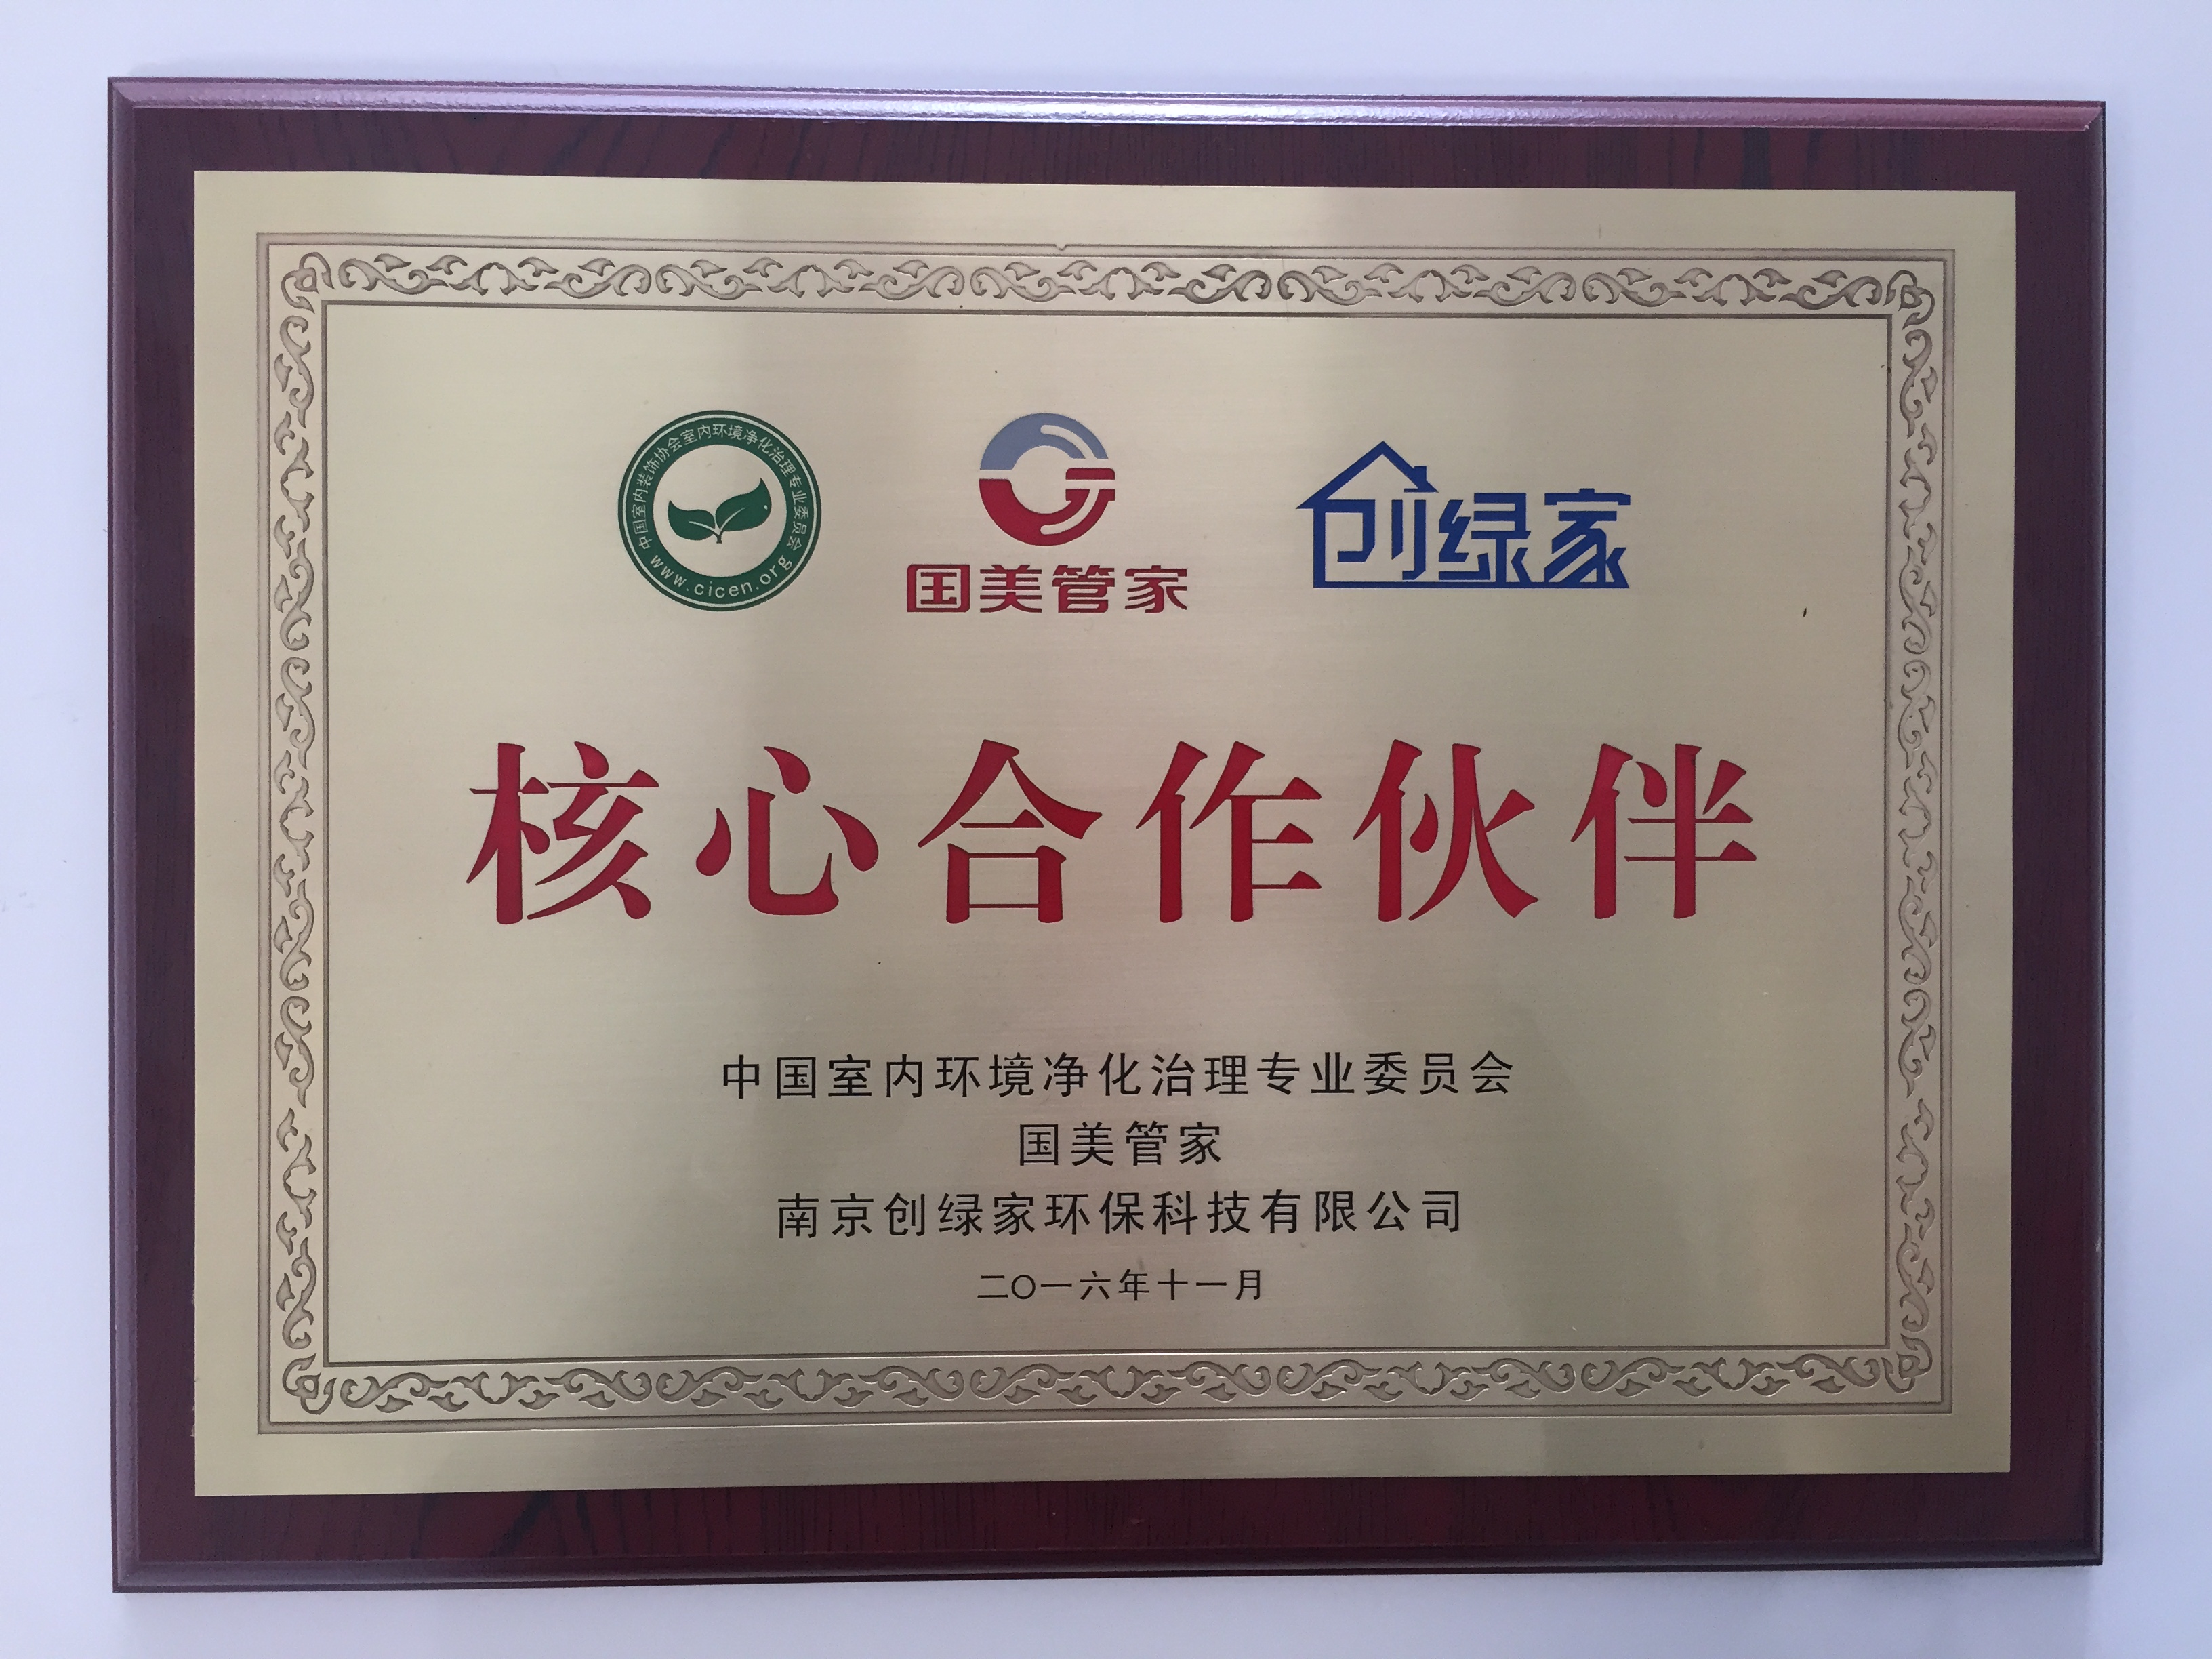 中国室内装饰协会室内环境净化治理专业委员会
www.cicen.org
国美管家
创绿家
核心合作伙伴
中国室内环境净化治理专业委员会
国美管家
南京创绿家环保科技有限公司
二〇一六年十一月